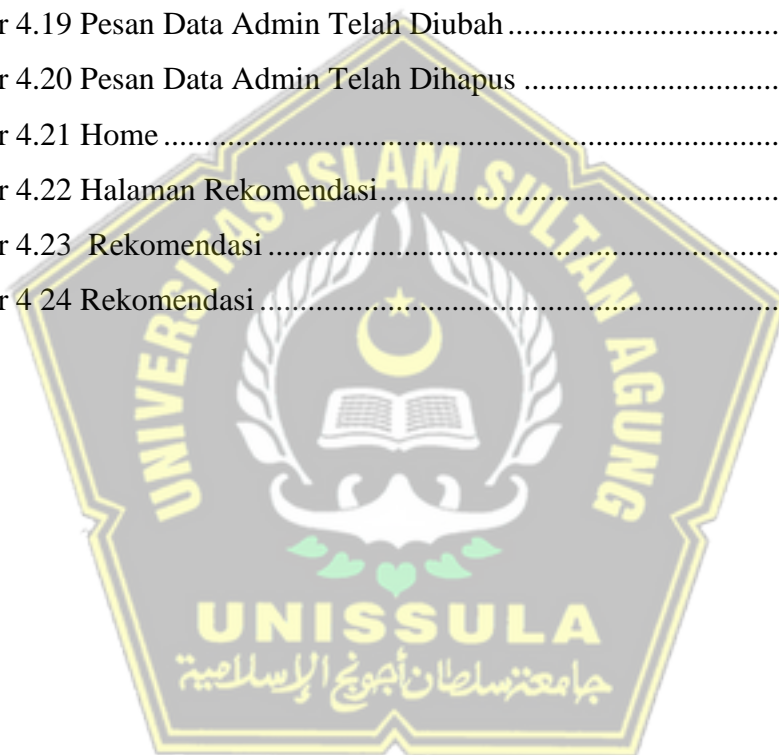 r 4.19 Pesan Data Admin Telah Diubah ........................................
r 4.20 Pesan Data Admin Telah Dihapus ......................................
r 4.21 Home ...............................................................................
r 4.22 Halaman Rekomendasi.......................................................
r 4.23  Rekomendasi ...................................................................
r 4 24 Rekomendasi ....................................................................
UNIVERSITAS ISLAM SULTAN AGUNG
UNISSULA
جامعة سلطان أجونج الإسلامية